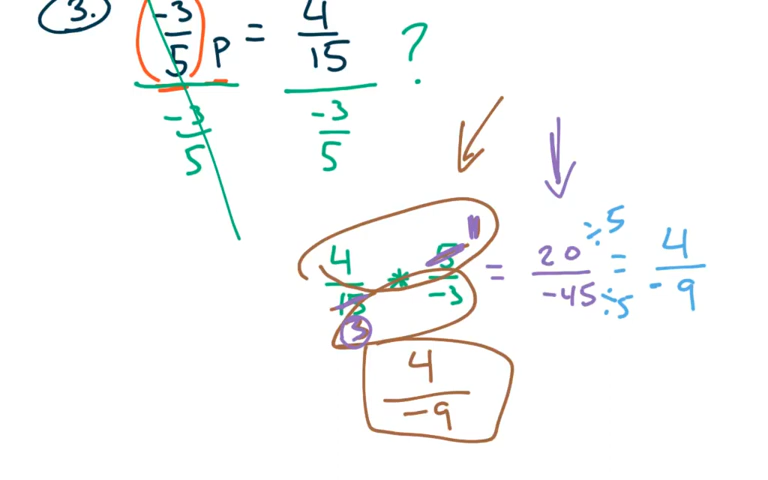 3. -3/5 p = 4/15 ?
-3/5 -3/5
4/15 * 5/-3 = 20/-45 ÷5 ÷5 = 4/-9
1
3
4/-9